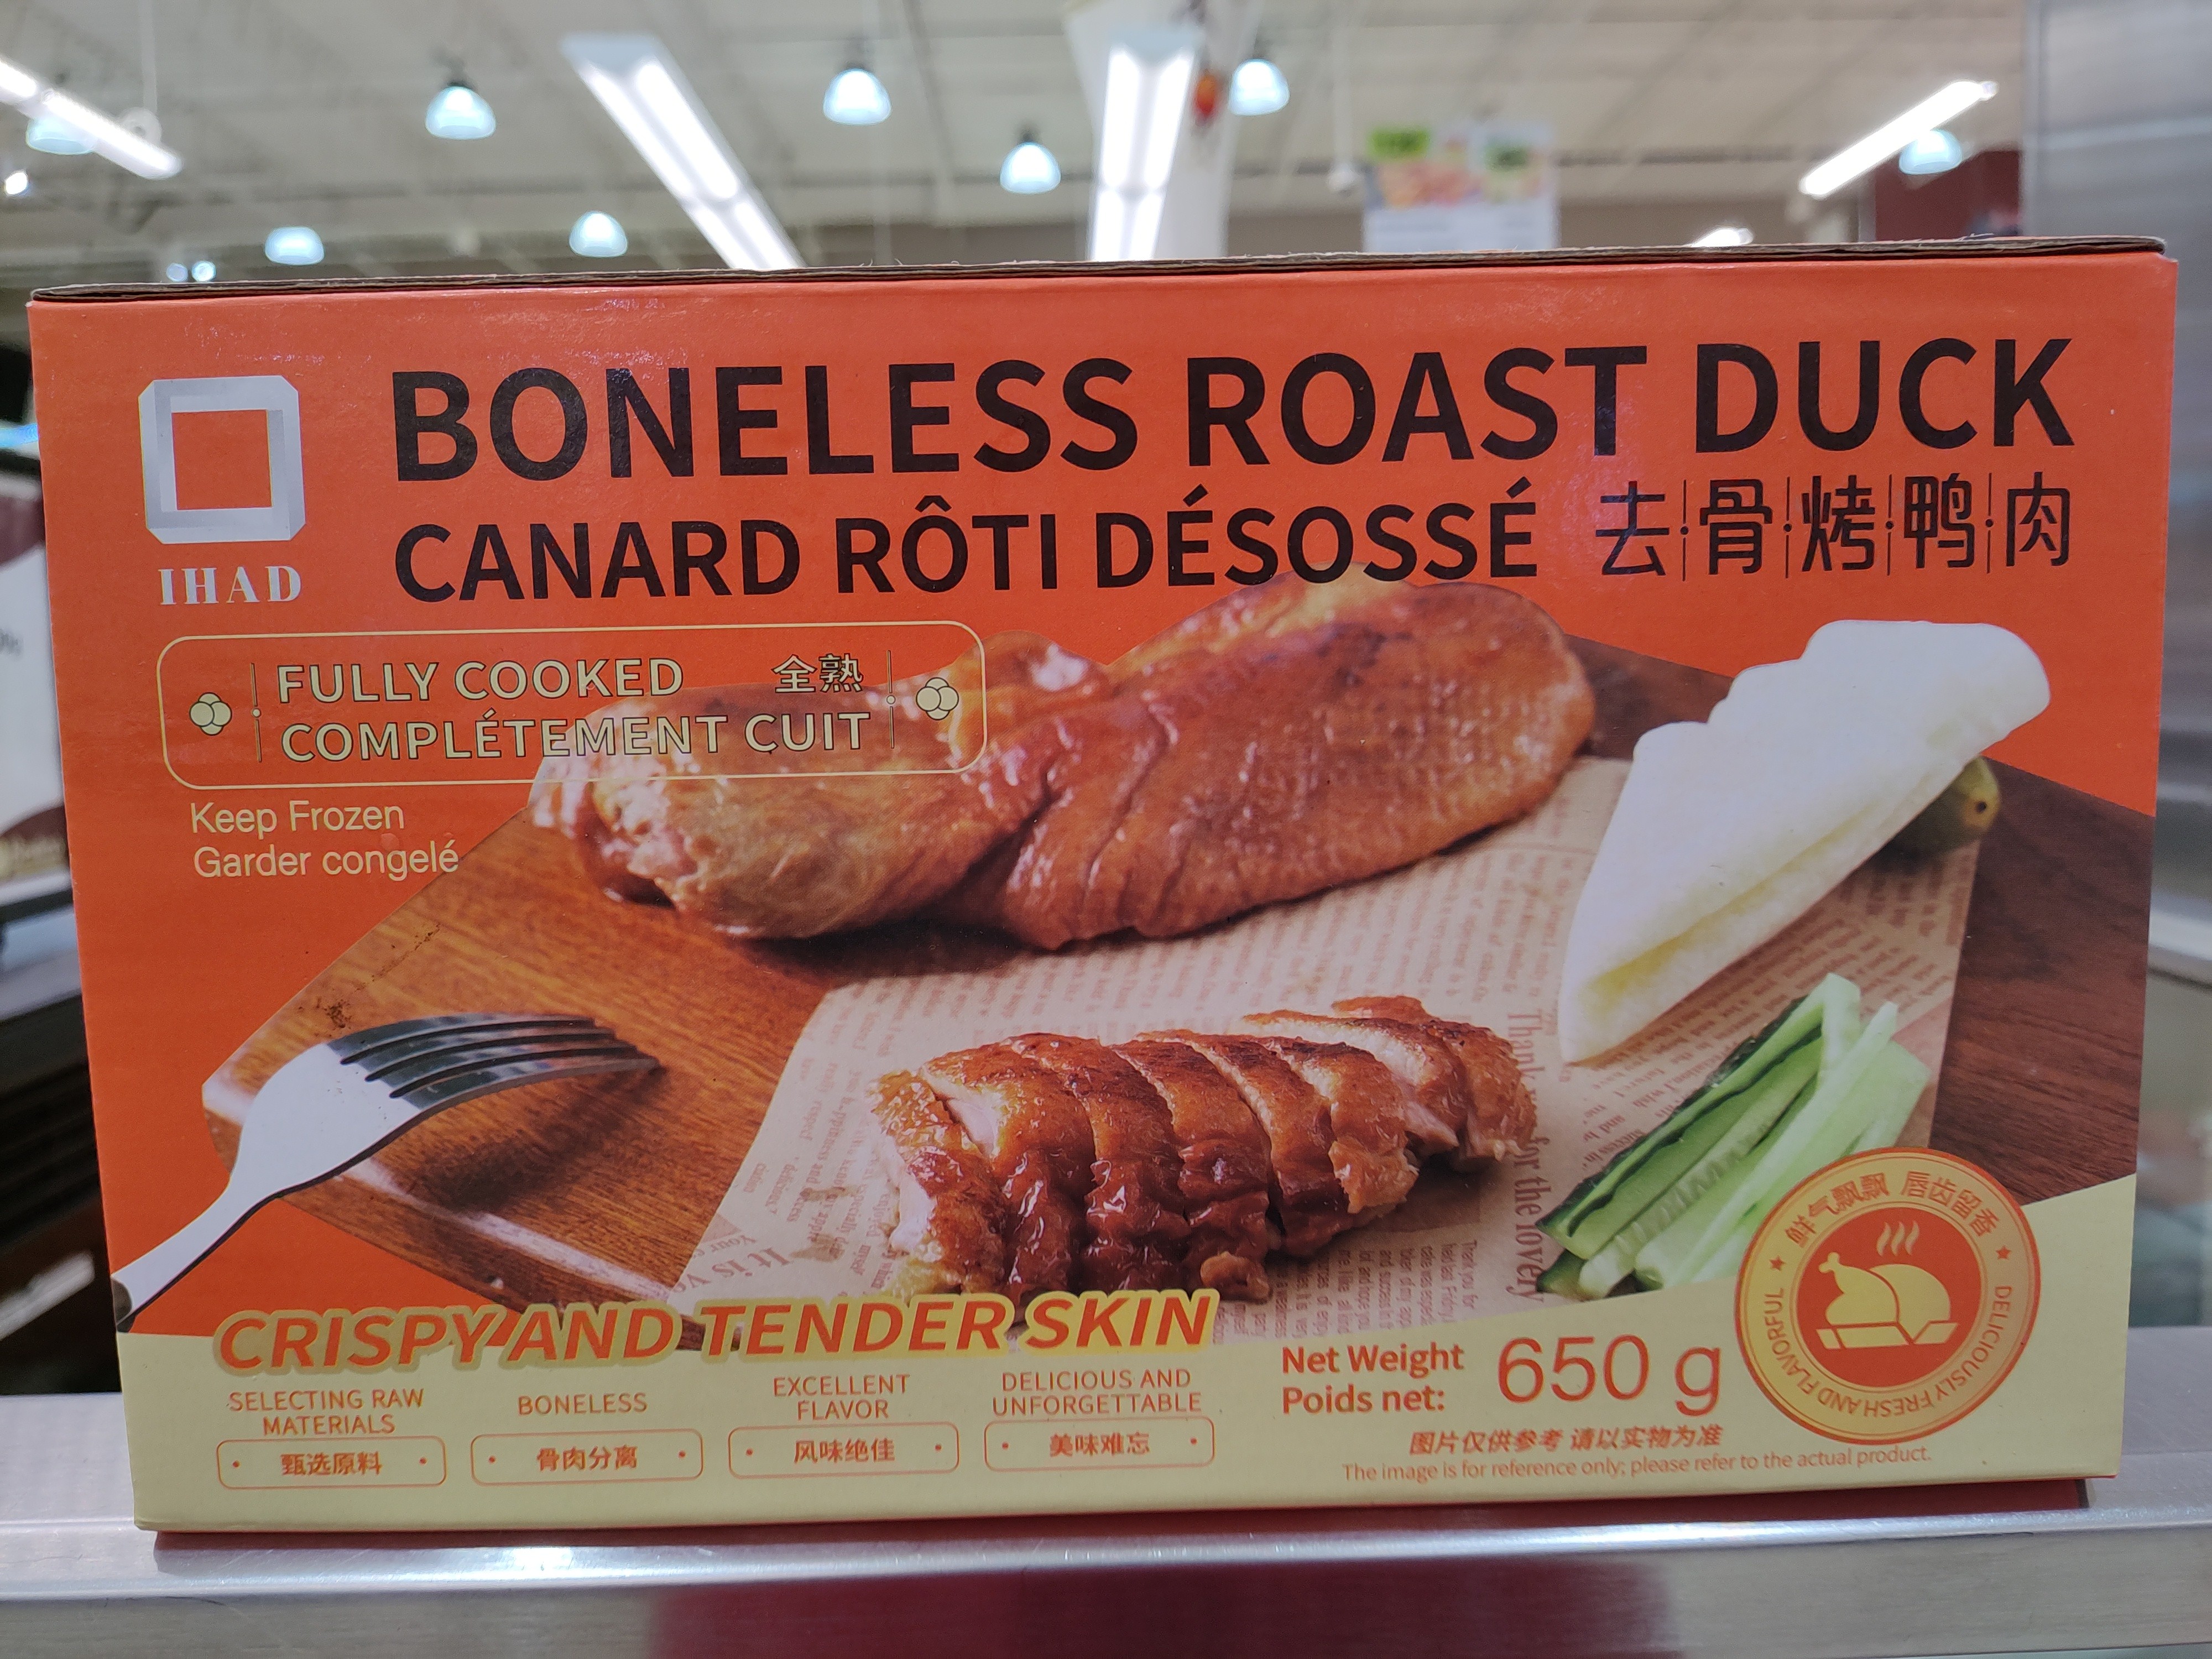 BONELESS ROAST DUCK
CANARD RÔTI DÉSOSSÉ 去骨烤鸭肉
IHAD
FULLY COOKED 全熟
COMPLÉTEMENT CUIT
Keep Frozen
Garder congelé
CRISPY AND TENDER SKIN
SELECTING RAW
MATERIALS
甄选原料
BONELESS
骨肉分离
EXCELLENT
FLAVOR
风味绝佳
DELICIOUS AND
UNFORGETTABLE
美味难忘
Net Weight
Poids net: 650 g
图片仅供参考 请以实物为准
The image is for reference only; please refer to the actual product.
鲜气飘飘 唇齿留香
DELICIOUSLY FRESH AND FLAVORFUL
for the lovery